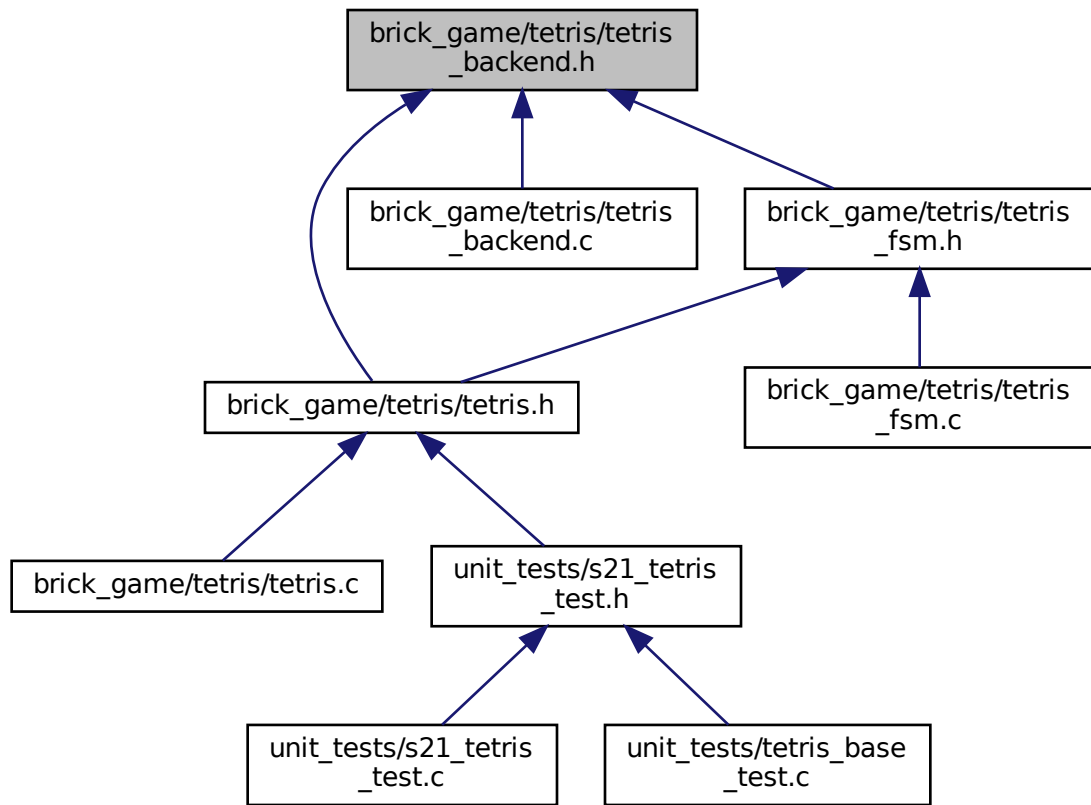 brick_game/tetris/tetris
_backend.h
brick_game/tetris/tetris
_backend.c
brick_game/tetris/tetris
_fsm.h
brick_game/tetris/tetris.h
brick_game/tetris/tetris
_fsm.c
brick_game/tetris/tetris.c
unit_tests/s21_tetris
_test.h
unit_tests/s21_tetris
_test.c
unit_tests/tetris_base
_test.c